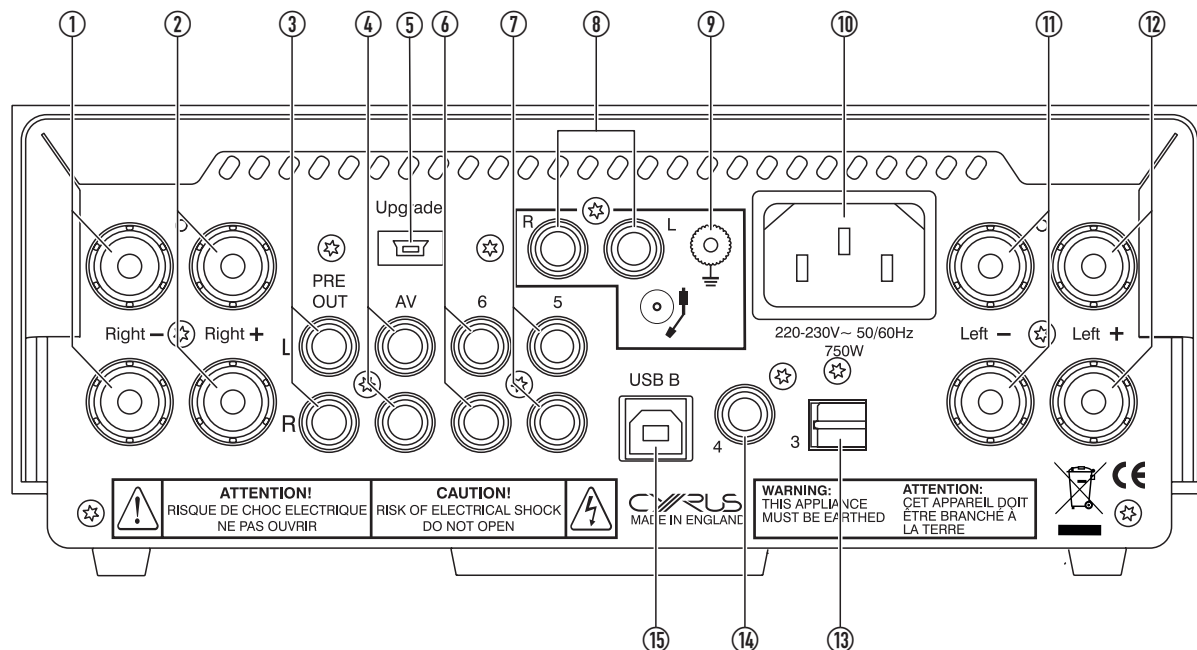 1 2 3 4 5 6 7 8 9 10 11 12
Upgrade
R L
PRE
OUT
AV 6 5
Right − Right + L
220-230V~ 50/60Hz
750W
Left − Left +
USB B
R
4 3
ATTENTION!
RISQUE DE CHOC ELECTRIQUE
NE PAS OUVRIR
CAUTION!
RISK OF ELECTRICAL SHOCK
DO NOT OPEN
CYRUS
MADE IN ENGLAND
WARNING:
THIS APPLIANCE
MUST BE EARTHED
ATTENTION:
CET APPAREIL DOIT
ÊTRE BRANCHÉ À
LA TERRE
CE
15 14 13